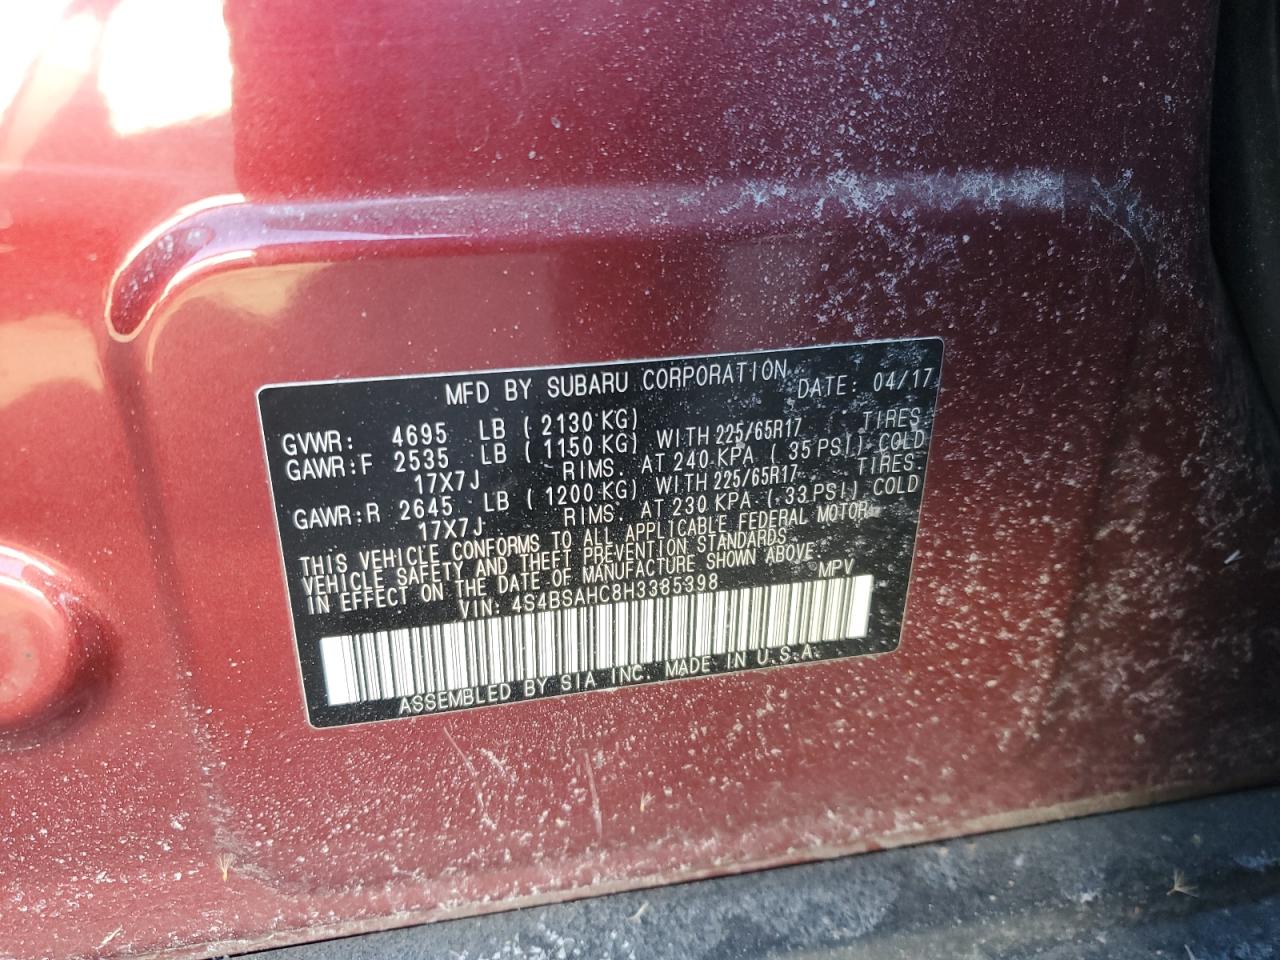 MFD BY SUBARU CORPORATION DATE: 04/17
GVWR: 4695 LB ( 2130 KG)
GAWR:F 2535 LB ( 1150 KG) WITH 225/65R17 TIRES
17X7J RIMS. AT 240 KPA ( 35 PSI) COLD
GAWR:R 2645 LB ( 1200 KG) WITH 225/65R17 TIRES
17X7J RIMS. AT 230 KPA ( 33 PSI) COLD
THIS VEHICLE CONFORMS TO ALL APPLICABLE FEDERAL MOTOR
VEHICLE SAFETY AND THEFT PREVENTION STANDARDS
IN EFFECT ON THE DATE OF MANUFACTURE SHOWN ABOVE.
VIN: 4S4BSAHC8H3385398 MPV
ASSEMBLED BY SIA INC. MADE IN U.S.A.